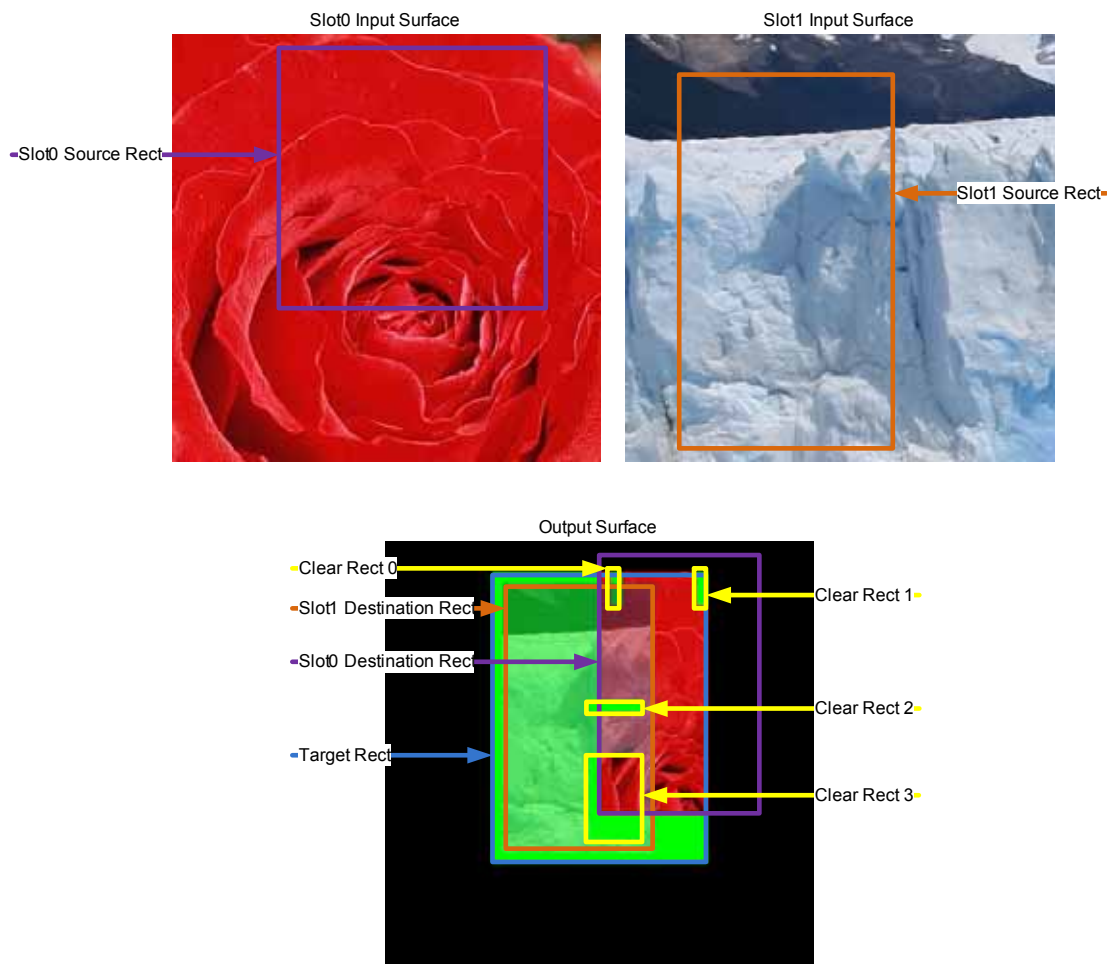 Slot0 Input Surface
Slot1 Input Surface
Slot0 Source Rect
Slot1 Source Rect
Output Surface
Clear Rect 0
Clear Rect 1
Slot1 Destination Rect
Slot0 Destination Rect
Clear Rect 2
Target Rect
Clear Rect 3